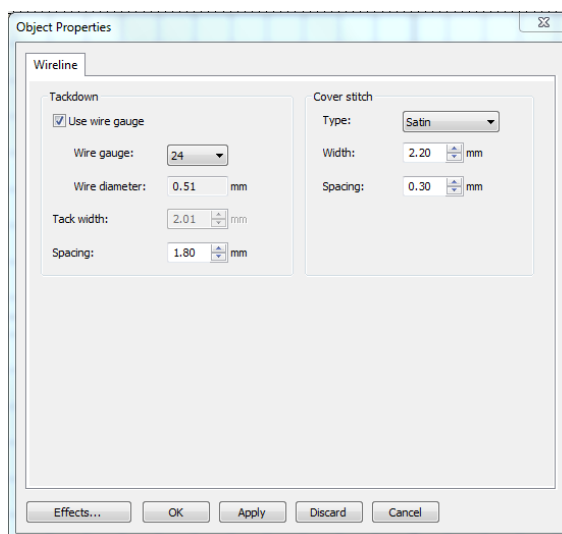 Object Properties
Wireline
Tackdown
Use wire gauge
Wire gauge: 24
Wire diameter: 0.51 mm
Tack width: 2.01 mm
Spacing: 1.80 mm
Cover stitch
Type: Satin
Width: 2.20 mm
Spacing: 0.30 mm
Effects... OK Apply Discard Cancel